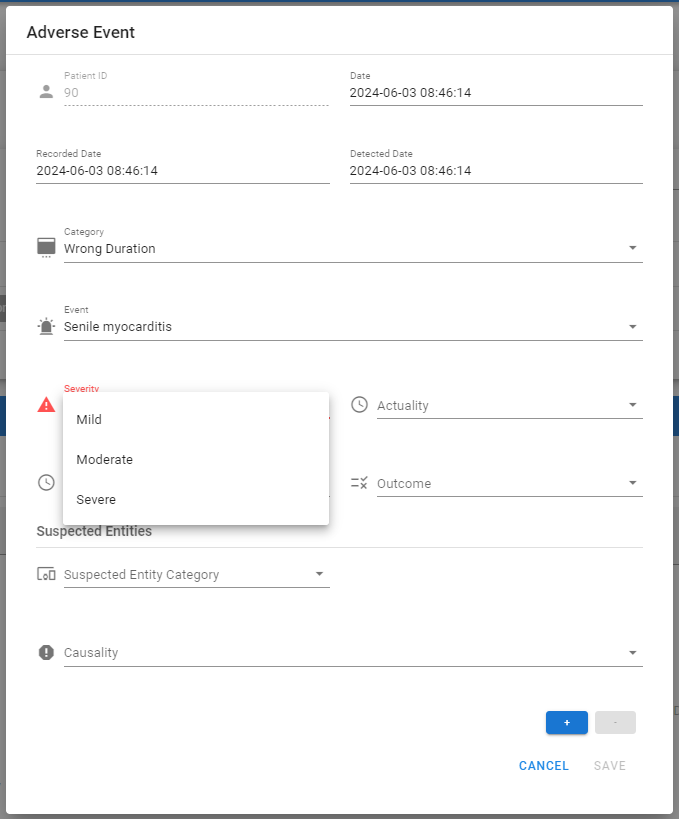 Adverse Event
Patient ID
90
Date
2024-06-03 08:46:14
Recorded Date
2024-06-03 08:46:14
Detected Date
2024-06-03 08:46:14
Category
Wrong Duration
Event
Senile myocarditis
Severity
Mild
Moderate
Severe
Actuality
Outcome
Suspected Entities
Suspected Entity Category
Causality
+
-
CANCEL
SAVE